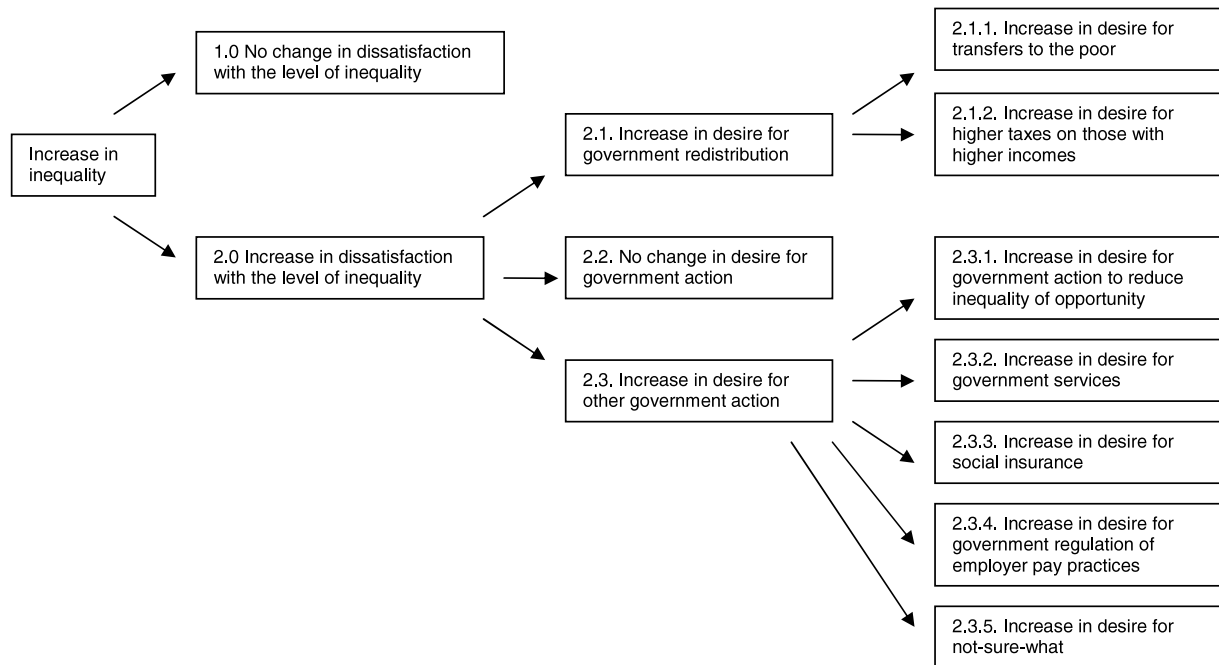 1.0 No change in dissatisfaction
with the level of inequality
Increase in
inequality
2.0 Increase in dissatisfaction
with the level of inequality
2.1. Increase in desire for
government redistribution
2.2. No change in desire for
government action
2.3. Increase in desire for
other government action
2.1.1. Increase in desire for
transfers to the poor
2.1.2. Increase in desire for
higher taxes on those with
higher incomes
2.3.1. Increase in desire for
government action to reduce
inequality of opportunity
2.3.2. Increase in desire for
government services
2.3.3. Increase in desire for
social insurance
2.3.4. Increase in desire for
government regulation of
employer pay practices
2.3.5. Increase in desire for
not-sure-what